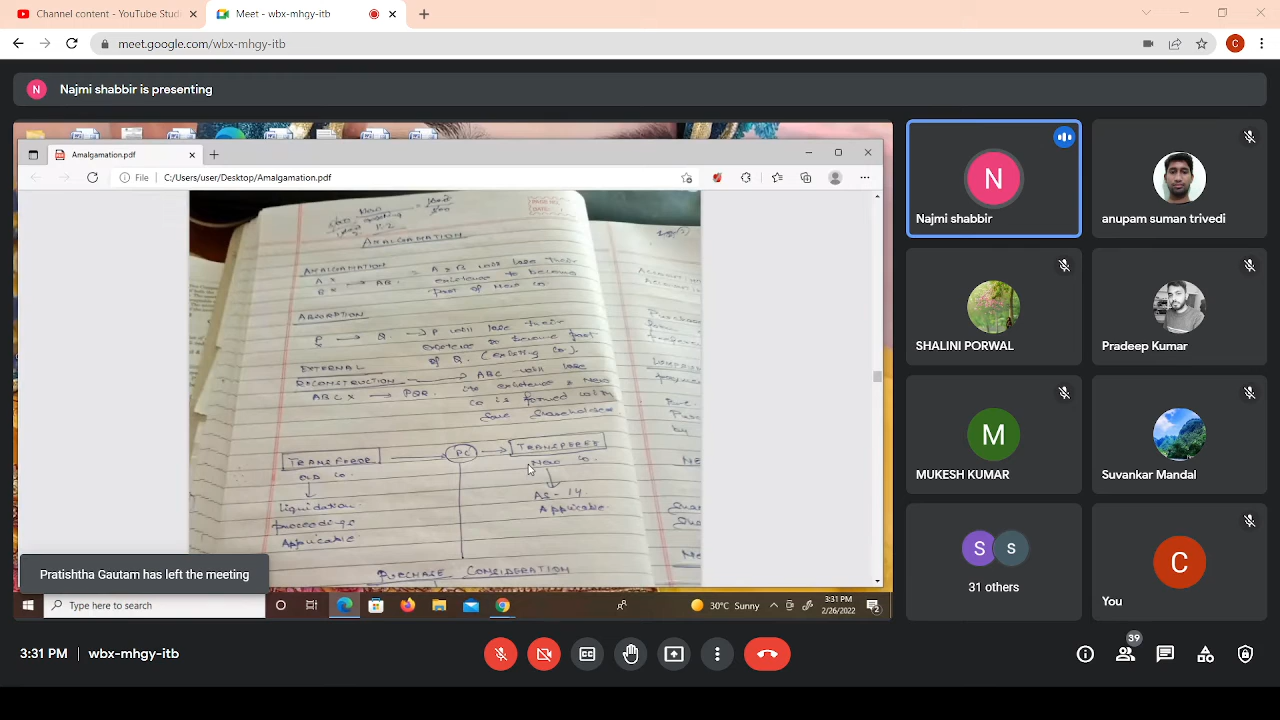 Channel content - YouTube Studi
Meet - wbx-mhgy-itb
meet.google.com/wbx-mhgy-itb
C
N
Najmi shabbir is presenting
Amalgamation.pdf
File
C:/Users/user/Desktop/Amalgamation.pdf
AMALGAMATION
AMALGAMATION = A & B will lose their
A x → AB. existence to become
B x part of New Co.
ABSORPTION
P → Q → P will lose their
existence to become part
of Q. (existing Co).
EXTERNAL
RECONSTRUCTION → ABC will lose
ABC x → PQR. its existence & New
Co is formed with
Same Shareholders
TRANSFEROR → PC → TRANSFEREE
Old Co. New Co.
Liquidation AS-14
proceedings Applicable
Applicable
PURCHASE CONSIDERATION
Pratishtha Gautam has left the meeting
Type here to search
30°C Sunny
3:31 PM
2/26/2022
2
N
Najmi shabbir
anupam suman trivedi
SHALINI PORWAL
Pradeep Kumar
M
MUKESH KUMAR
Suvankar Mandal
S
s
31 others
C
You
3:31 PM
wbx-mhgy-itb
39